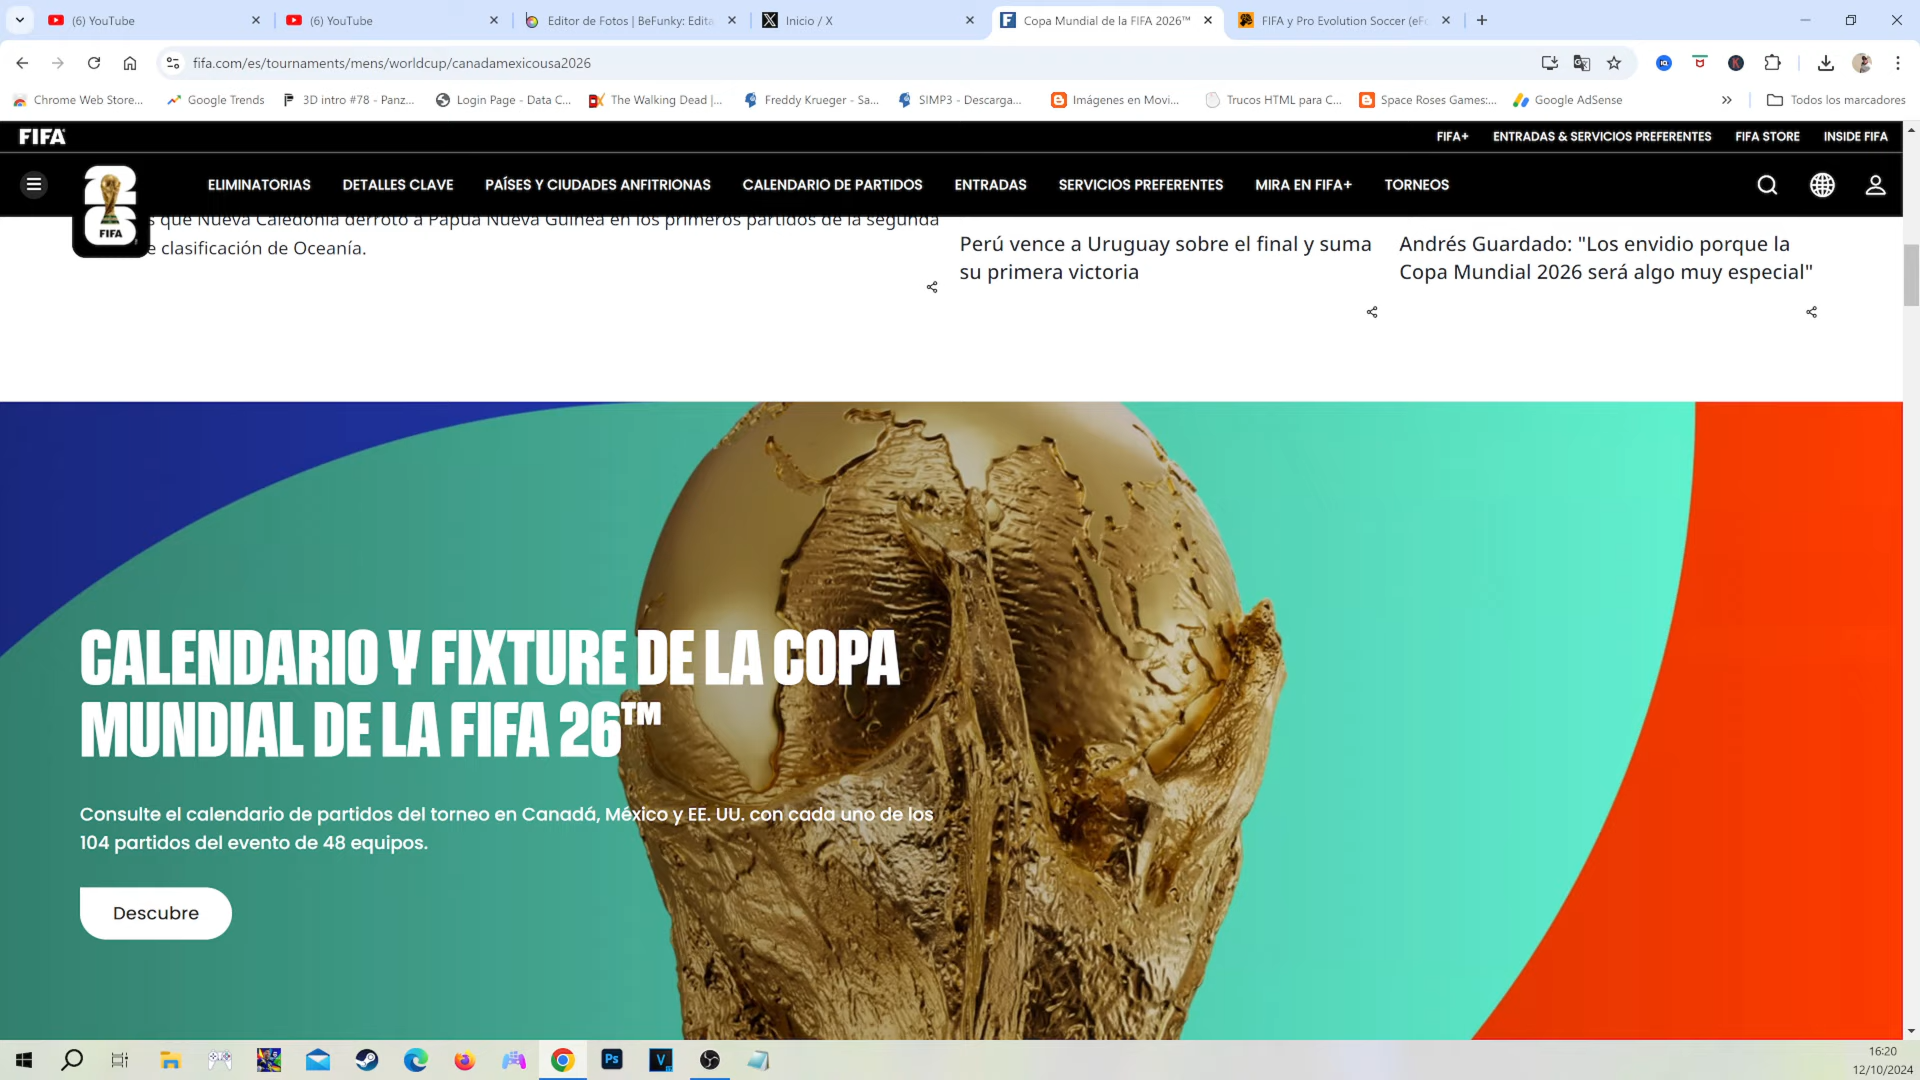 (6) YouTube
(6) YouTube
Editor de Fotos | BeFunky: Edita
Inicio / X
Copa Mundial de la FIFA 2026™
FIFA y Pro Evolution Soccer (eFo
fifa.com/es/tournaments/mens/worldcup/canadamexicousa2026
Chrome Web Store...
Google Trends
3D intro #78 - Panz...
Login Page - Data C...
The Walking Dead |...
Freddy Krueger - Sa...
SIMP3 - Descarga...
Imágenes en Movi...
Trucos HTML para C...
Space Roses Games:...
Google AdSense
Todos los marcadores
FIFA
FIFA+
ENTRADAS & SERVICIOS PREFERENTES
FIFA STORE
INSIDE FIFA
26
FIFA
ELIMINATORIAS
DETALLES CLAVE
PAÍSES Y CIUDADES ANFITRIONAS
CALENDARIO DE PARTIDOS
ENTRADAS
SERVICIOS PREFERENTES
MIRA EN FIFA+
TORNEOS
s que Nueva Caledonia derrotó a Papúa Nueva Guinea en los primeros partidos de la segunda
e clasificación de Oceanía.
Perú vence a Uruguay sobre el final y suma
su primera victoria
Andrés Guardado: "Los envidio porque la
Copa Mundial 2026 será algo muy especial"
CALENDARIO Y FIXTURE DE LA COPA
MUNDIAL DE LA FIFA 26™
Consulte el calendario de partidos del torneo en Canadá, México y EE. UU. con cada uno de los
104 partidos del evento de 48 equipos.
Descubre
Ps
V
16:20
12/10/2024